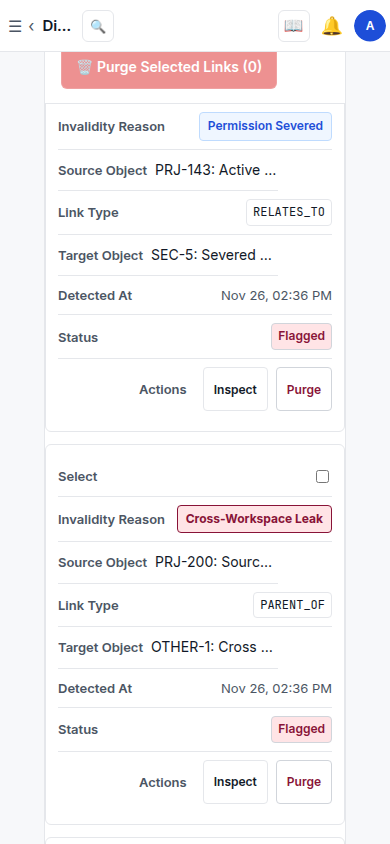 ☰ ‹ Di...
A
🗑️ Purge Selected Links (0)
Invalidity Reason Permission Severed
Source Object PRJ-143: Active ...
Link Type RELATES_TO
Target Object SEC-5: Severed ...
Detected At Nov 26, 02:36 PM
Status Flagged
Actions Inspect Purge
Select
Invalidity Reason Cross-Workspace Leak
Source Object PRJ-200: Sourc...
Link Type PARENT_OF
Target Object OTHER-1: Cross ...
Detected At Nov 26, 02:36 PM
Status Flagged
Actions Inspect Purge